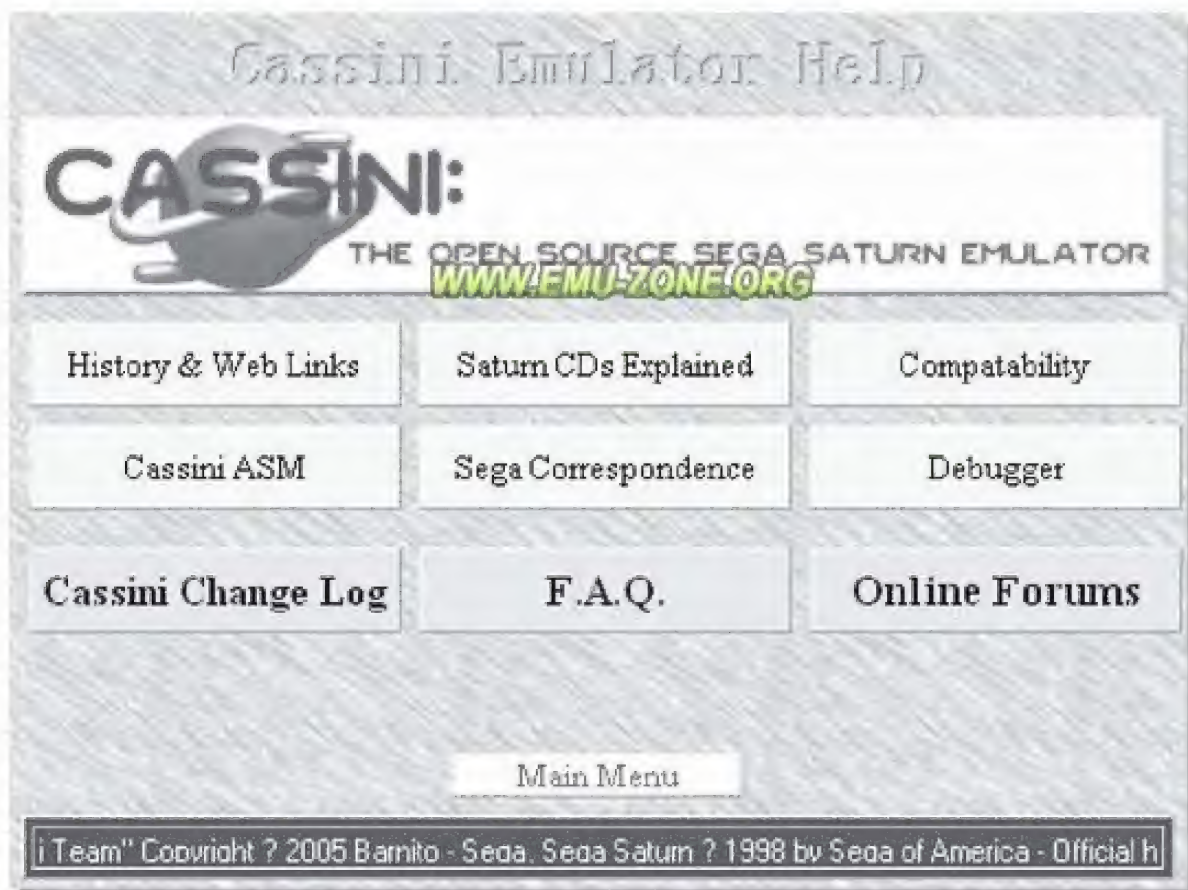 Cassini Emulator Help
CASSINI:
THE OPEN SOURCE SEGA SATURN EMULATOR
WWW.EMU-ZONE.ORG
History & Web Links
Saturn CDs Explained
Compatability
Cassini ASM
Sega Correspondence
Debugger
Cassini Change Log
F.A.Q.
Online Forums
Main Menu
i Team" Copyright ? 2005 Barnito - Sega, Sega Saturn ? 1998 by Sega of America - Official h